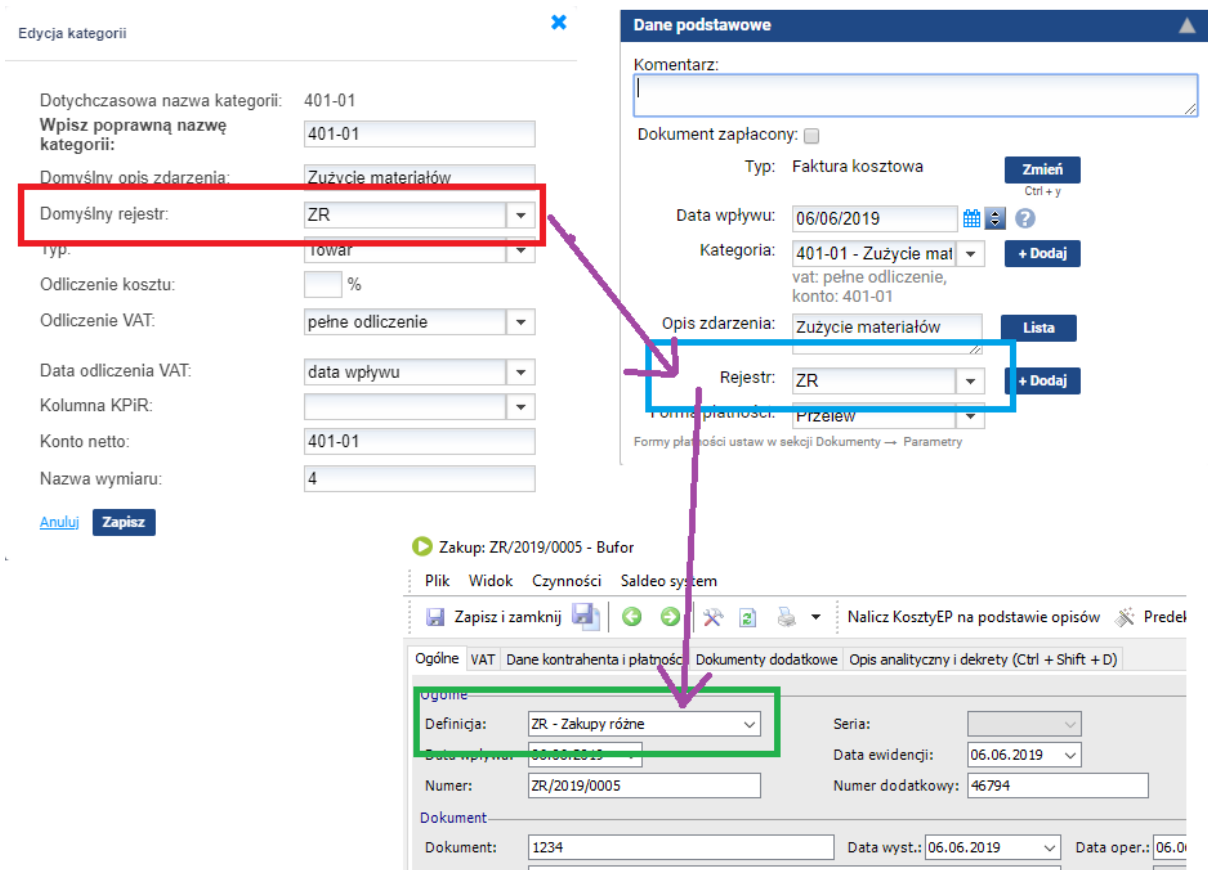 Edycja kategorii
Dotychczasowa nazwa kategorii: 401-01
Wpisz poprawną nazwę kategorii: 401-01
Domyślny opis zdarzenia: Zużycie materiałów
Domyślny rejestr: ZR
Typ: Towar
Odliczenie kosztu: %
Odliczenie VAT: pełne odliczenie
Data odliczenia VAT: data wpływu
Kolumna KPiR:
Konto netto: 401-01
Nazwa wymiaru: 4
Anuluj Zapisz
Dane podstawowe
Komentarz:
Dokument zapłacony:
Typ: Faktura kosztowa Zmień
Ctrl + y
Data wpływu: 06/06/2019 ?
Kategoria: 401-01 - Zużycie mat + Dodaj
vat: pełne odliczenie,
konto: 401-01
Opis zdarzenia: Zużycie materiałów Lista
Rejestr: ZR + Dodaj
Forma płatności: Przelew
Formy płatności ustaw w sekcji Dokumenty → Parametry
Zakup: ZR/2019/0005 - Bufor
Plik Widok Czynności Saldeo system
Zapisz i zamknij Nalicz KosztyEP na podstawie opisów Predek
Ogólne VAT Dane kontrahenta i płatności Dokumenty dodatkowe Opis analityczny i dekrety (Ctrl + Shift + D)
Ogólne
Definicja: ZR - Zakupy różne Seria:
Data wpływu: 06.06.2019 Data ewidencji: 06.06.2019
Numer: ZR/2019/0005 Numer dodatkowy: 46794
Dokument
Dokument: 1234 Data wyst.: 06.06.2019 Data oper.: 06.0